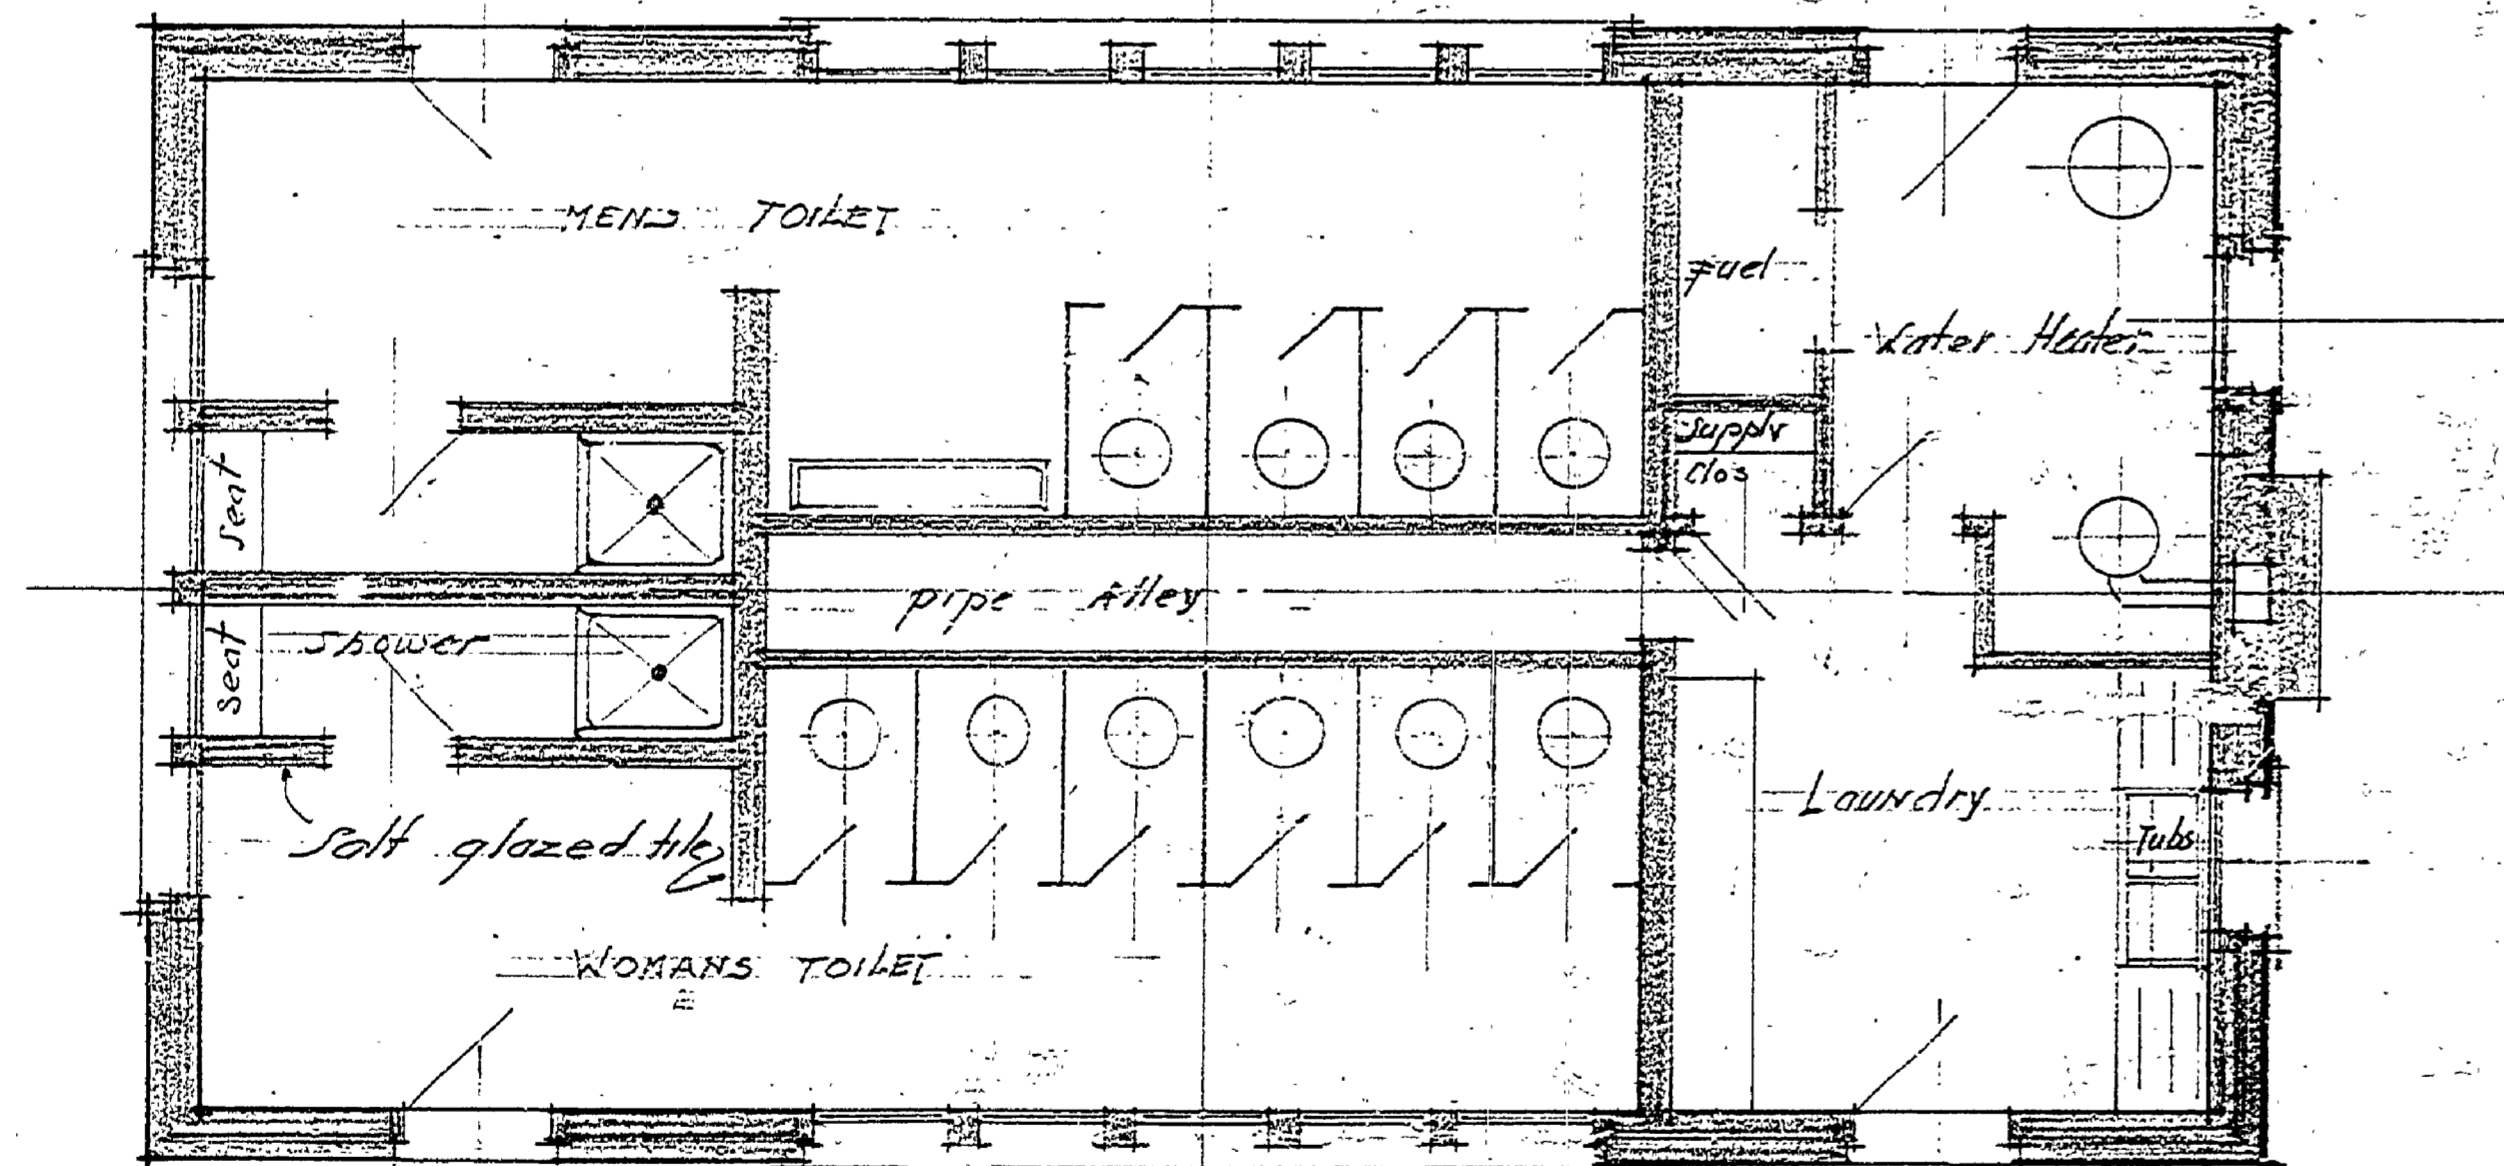 MENS TOILET
Fuel
Water Heater
Supply
Clos
Seat
pipe Alley
Seat
Shower
Laundry
Salt glazed tile
Tubs
WOMANS TOILET